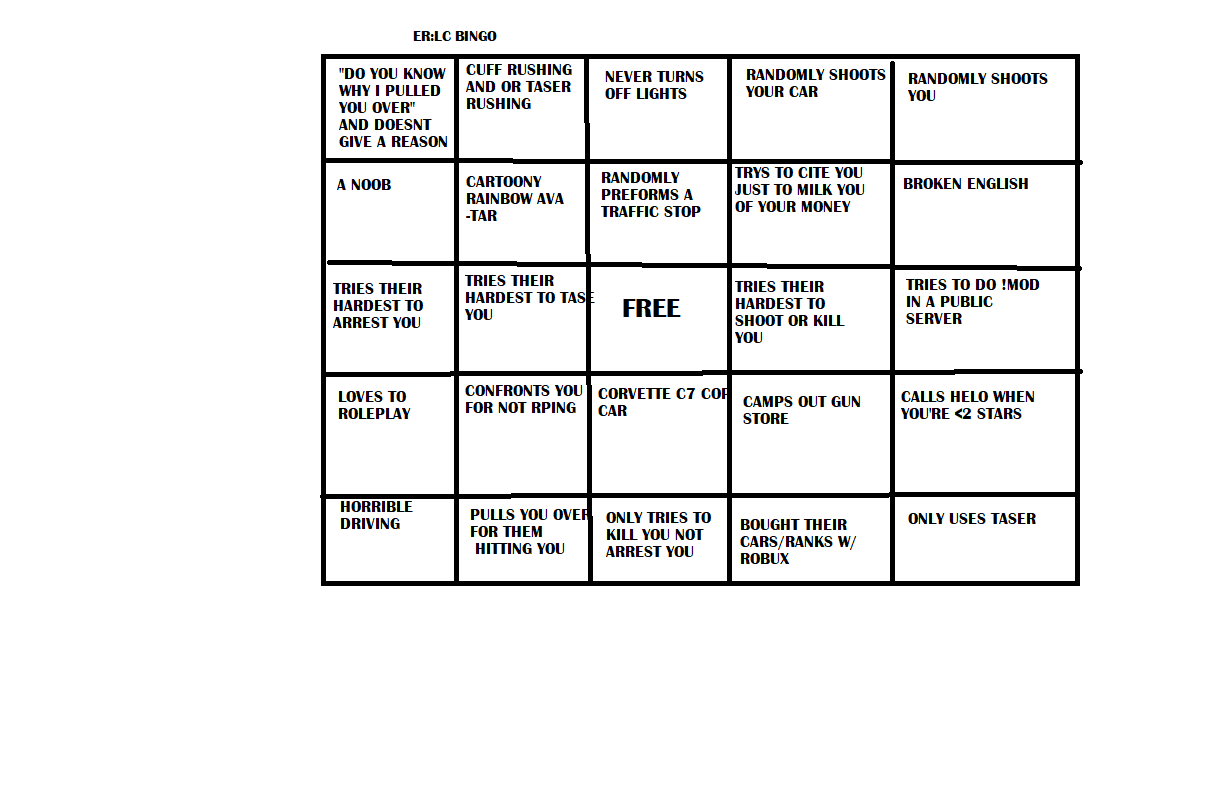 ER:LC BINGO
"DO YOU KNOW
WHY I PULLED
YOU OVER"
AND DOESNT
GIVE A REASON
CUFF RUSHING
AND OR TASER
RUSHING
NEVER TURNS
OFF LIGHTS
RANDOMLY SHOOTS
YOUR CAR
RANDOMLY SHOOTS
YOU
A NOOB
CARTOONY
RAINBOW AVA
-TAR
RANDOMLY
PREFORMS A
TRAFFIC STOP
TRYS TO CITE YOU
JUST TO MILK YOU
OF YOUR MONEY
BROKEN ENGLISH
TRIES THEIR
HARDEST TO
ARREST YOU
TRIES THEIR
HARDEST TO TASE
YOU
FREE
TRIES THEIR
HARDEST TO
SHOOT OR KILL
YOU
TRIES TO DO !MOD
IN A PUBLIC
SERVER
LOVES TO
ROLEPLAY
CONFRONTS YOU
FOR NOT RPING
CORVETTE C7 COP
CAR
CAMPS OUT GUN
STORE
CALLS HELO WHEN
YOU'RE <2 STARS
HORRIBLE
DRIVING
PULLS YOU OVER
FOR THEM
HITTING YOU
ONLY TRIES TO
KILL YOU NOT
ARREST YOU
BOUGHT THEIR
CARS/RANKS W/
ROBUX
ONLY USES TASER